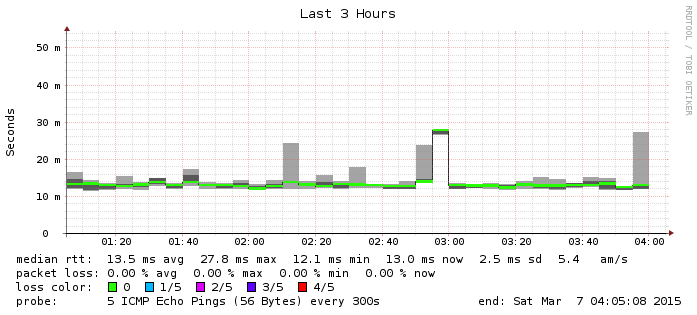 Last 3 Hours
RRDTOOL / TOBI OETIKER
Seconds
50 m
40 m
30 m
20 m
10 m
0
01:20 01:40 02:00 02:20 02:40 03:00 03:20 03:40 04:00
median rtt: 13.5 ms avg 27.8 ms max 12.1 ms min 13.0 ms now 2.5 ms sd 5.4 am/s
packet loss: 0.00 % avg 0.00 % max 0.00 % min 0.00 % now
loss color: 0 1/5 2/5 3/5 4/5
probe: 5 ICMP Echo Pings (56 Bytes) every 300s end: Sat Mar 7 04:05:08 2015